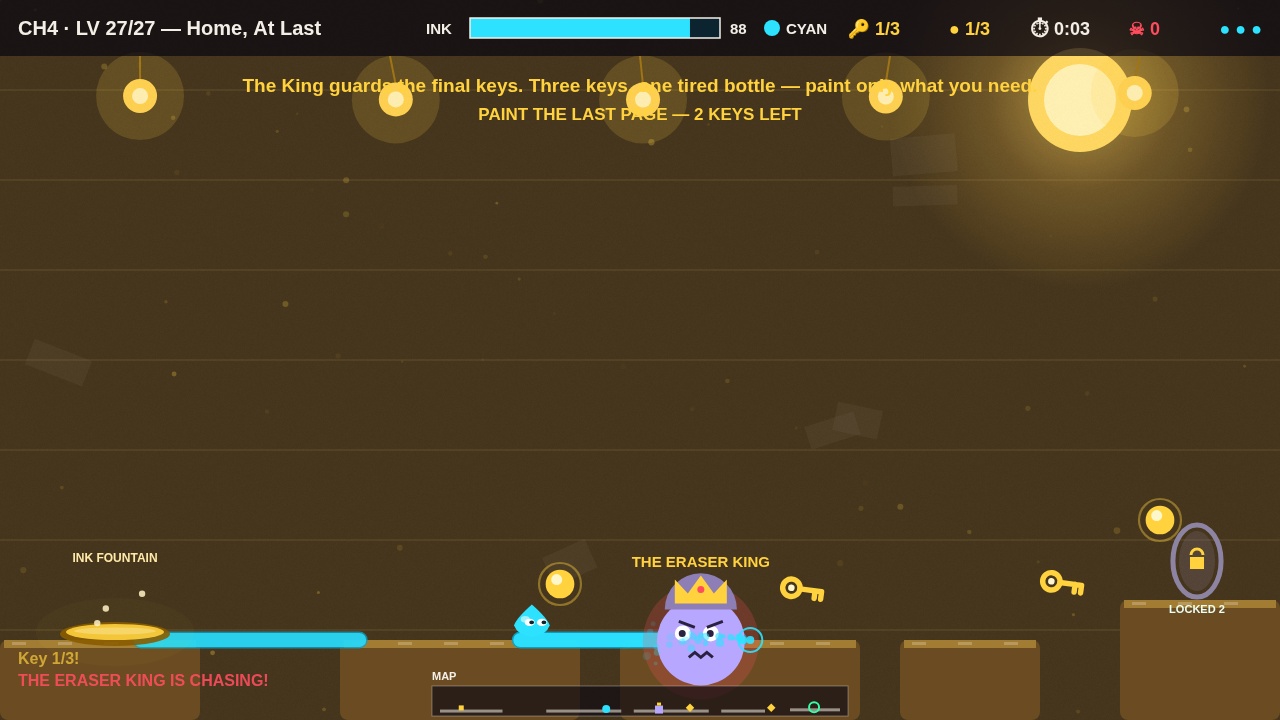 CH4 · LV 27/27 — Home, At Last
INK 88 CYAN 1/3 1/3 0:03 0
The King guards the final keys. Three keys, one tired bottle — paint only what you need.
PAINT THE LAST PAGE — 2 KEYS LEFT
INK FOUNTAIN
THE ERASER KING
LOCKED 2
Key 1/3!
THE ERASER KING IS CHASING!
MAP